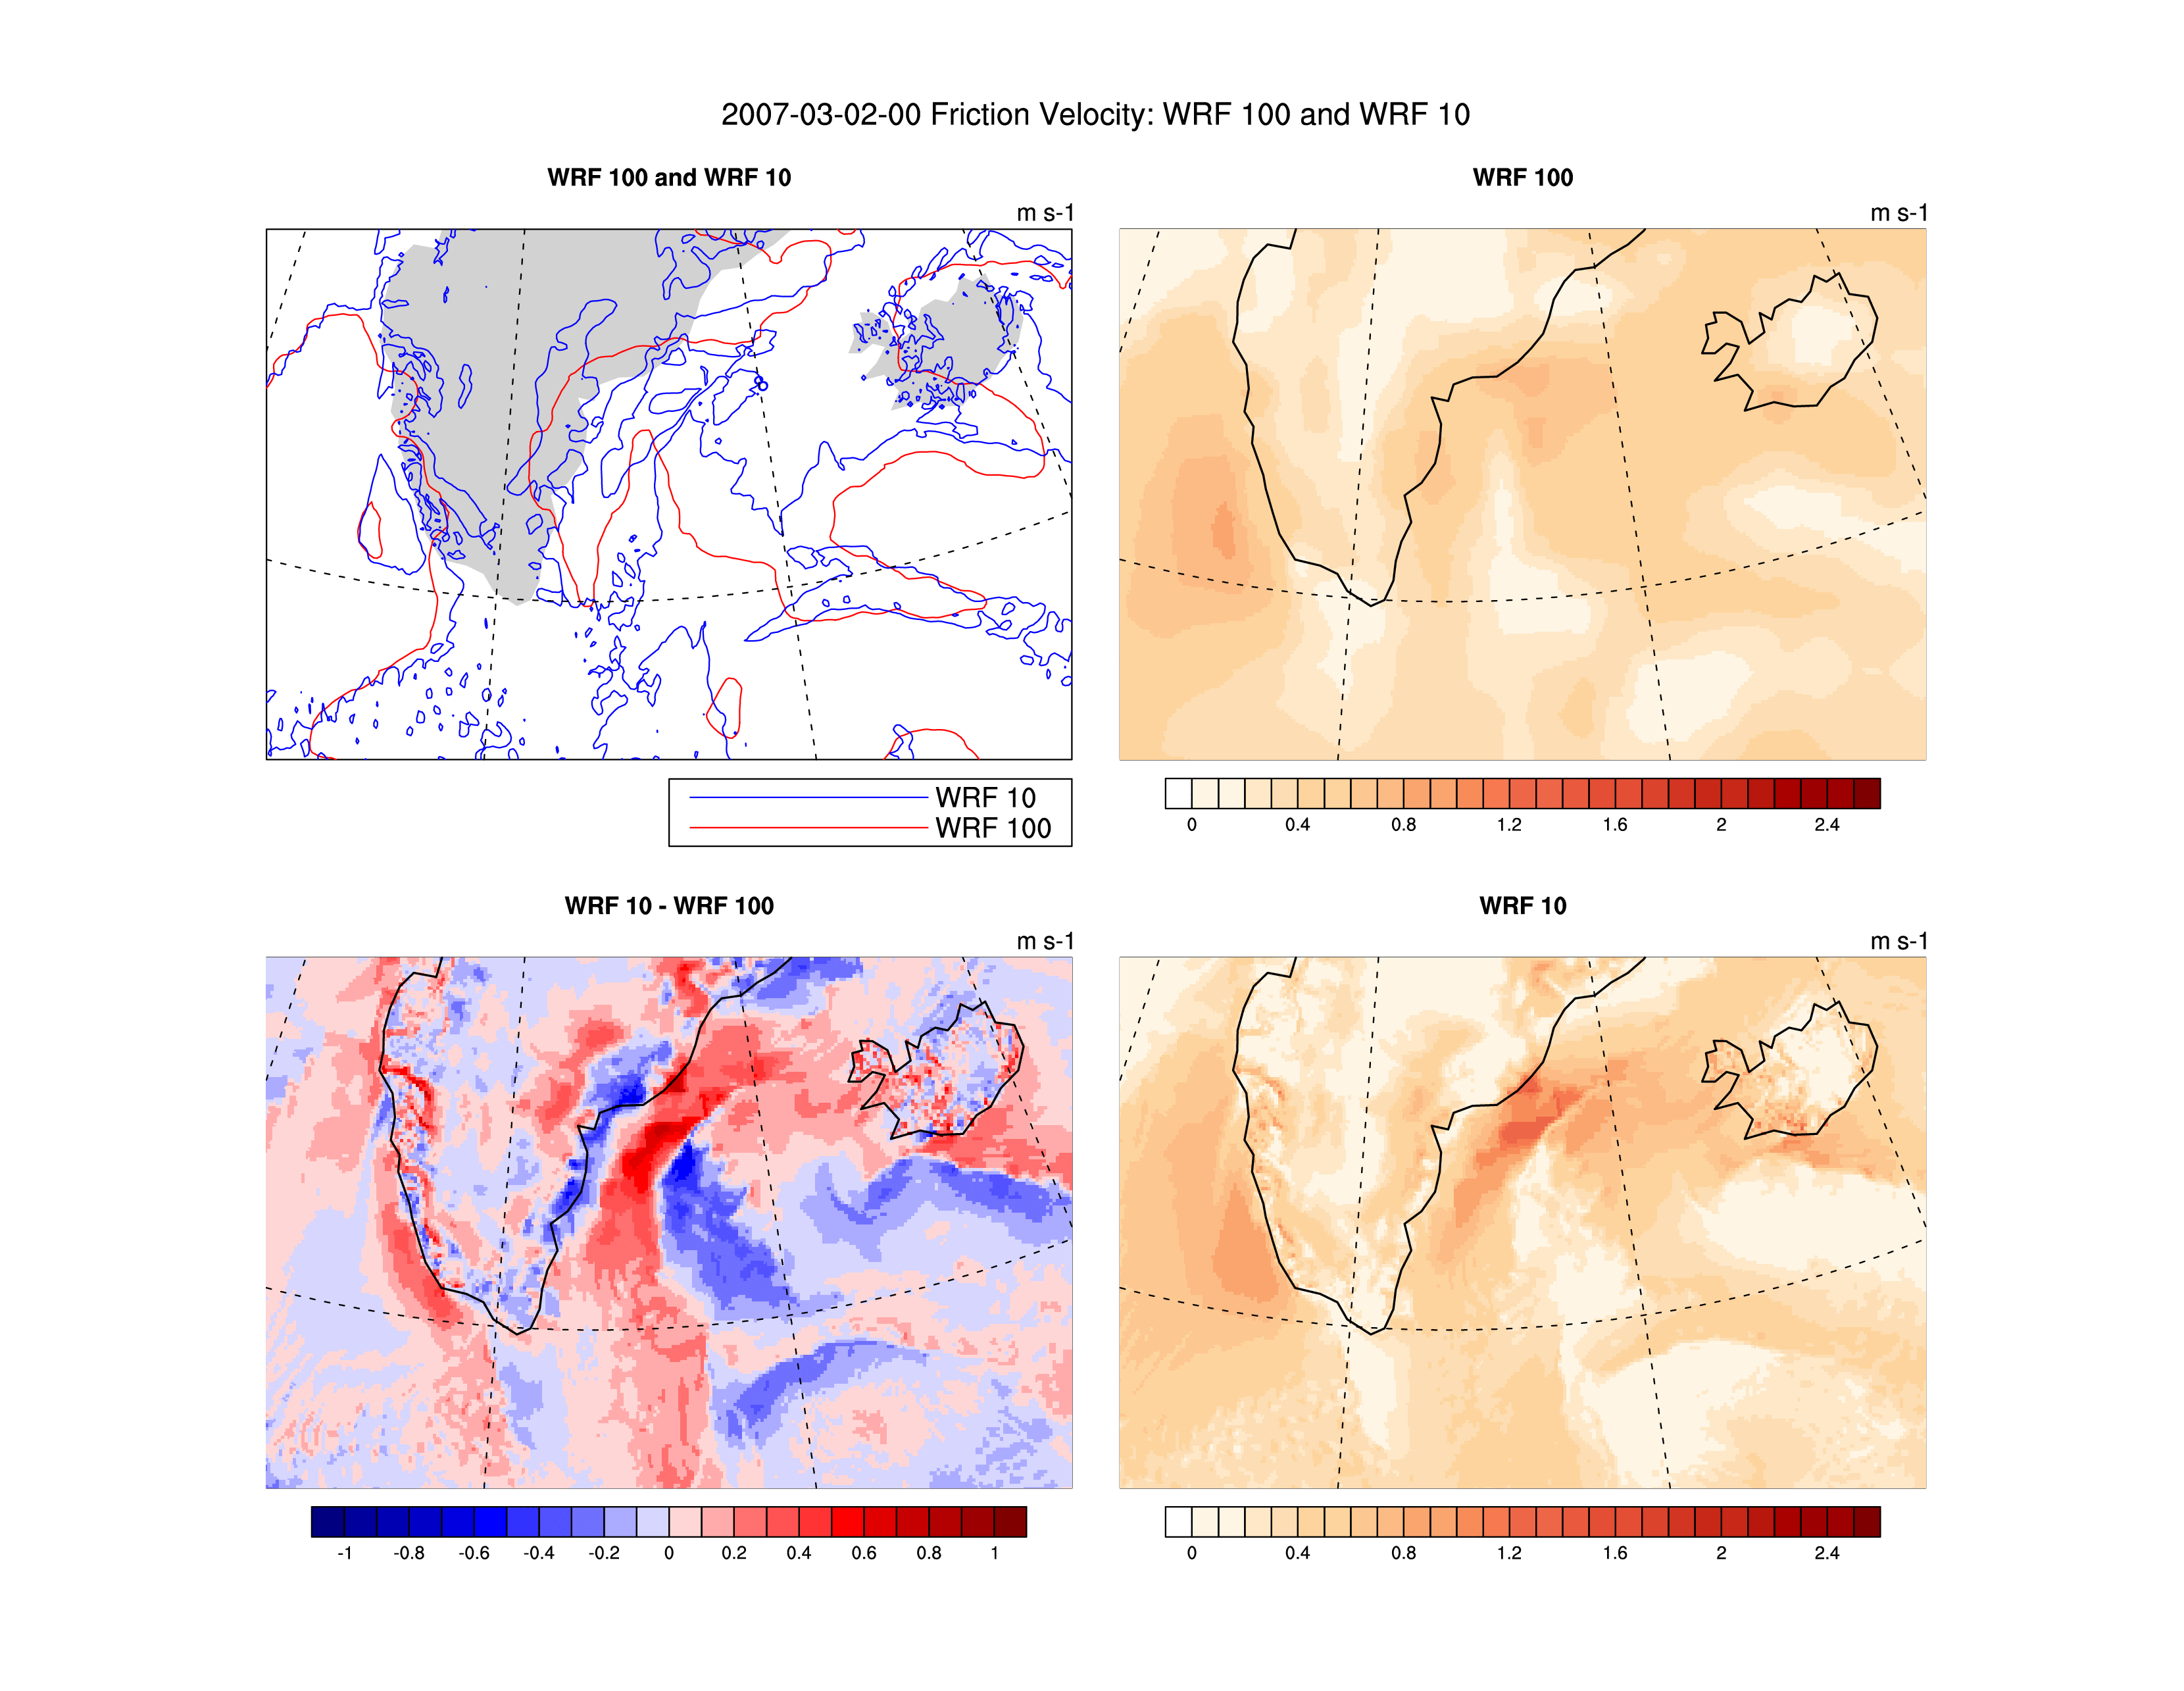 2007-03-02-00 Friction Velocity: WRF 100 and WRF 10
WRF 100 and WRF 10
m s-1
WRF 10
WRF 100
WRF 100
m s-1
0 0.4 0.8 1.2 1.6 2 2.4
WRF 10 - WRF 100
m s-1
-1 -0.8 -0.6 -0.4 -0.2 0 0.2 0.4 0.6 0.8 1
WRF 10
m s-1
0 0.4 0.8 1.2 1.6 2 2.4